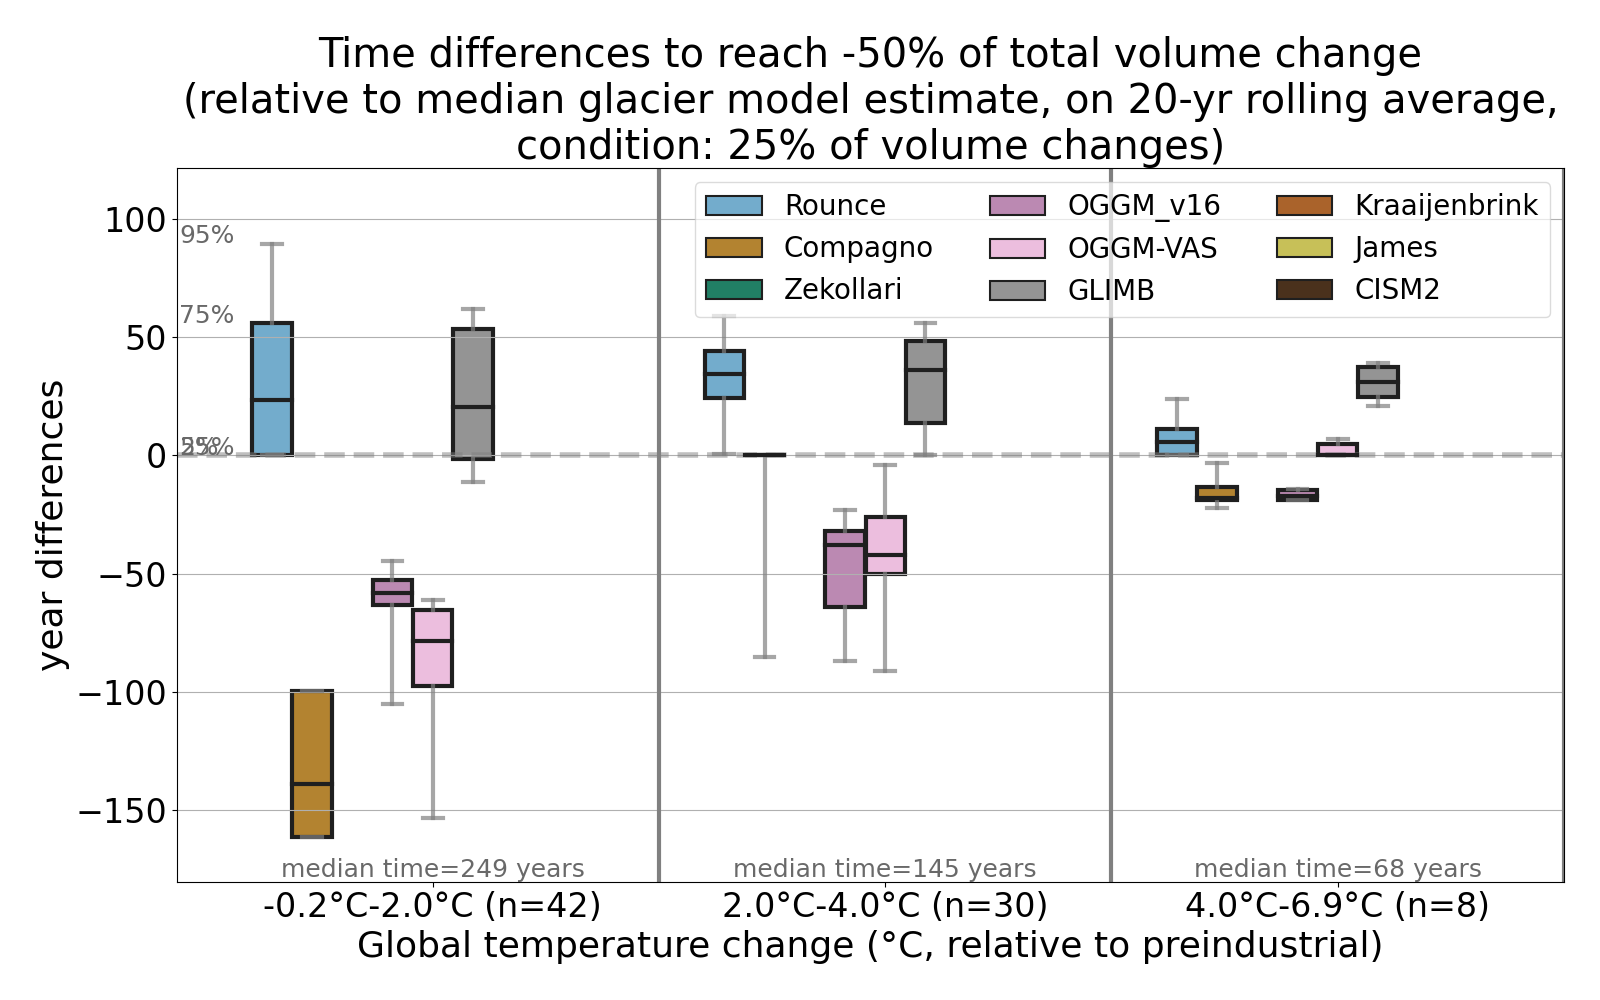 Time differences to reach -50% of total volume change
(relative to median glacier model estimate, on 20-yr rolling average,
condition: 25% of volume changes)
Rounce
Compagno
Zekollari
OGGM_v16
OGGM-VAS
GLIMB
Kraaijenbrink
James
CISM2
year differences
100
50
0
−50
−100
−150
95%
75%
25%
median time=249 years
median time=145 years
median time=68 years
-0.2°C-2.0°C (n=42)
2.0°C-4.0°C (n=30)
4.0°C-6.9°C (n=8)
Global temperature change (°C, relative to preindustrial)